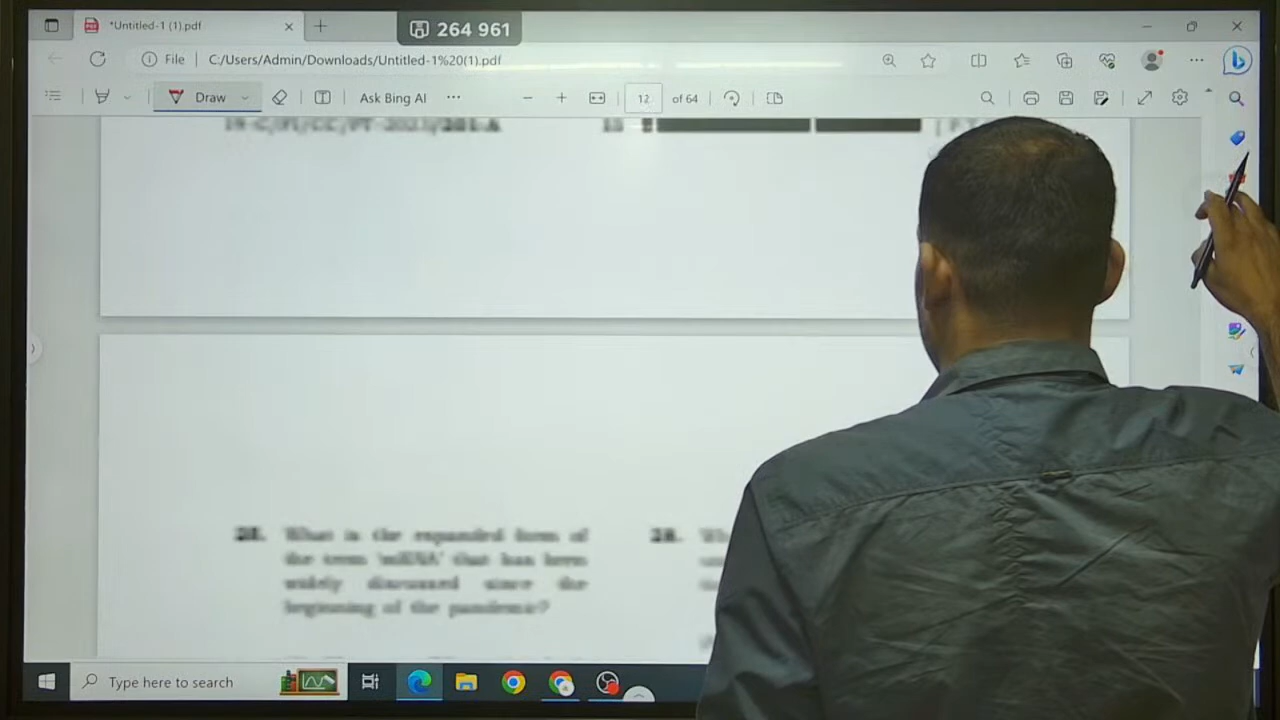 *Untitled-1 (1).pdf
264 961
File
C:/Users/Admin/Downloads/Untitled-1%20(1).pdf
Draw
Ask Bing AI
12 of 64
28. What is the expanded form of
the term 'mRNA' that has been
widely discussed since the
beginning of the pandemic?
28.
Type here to search